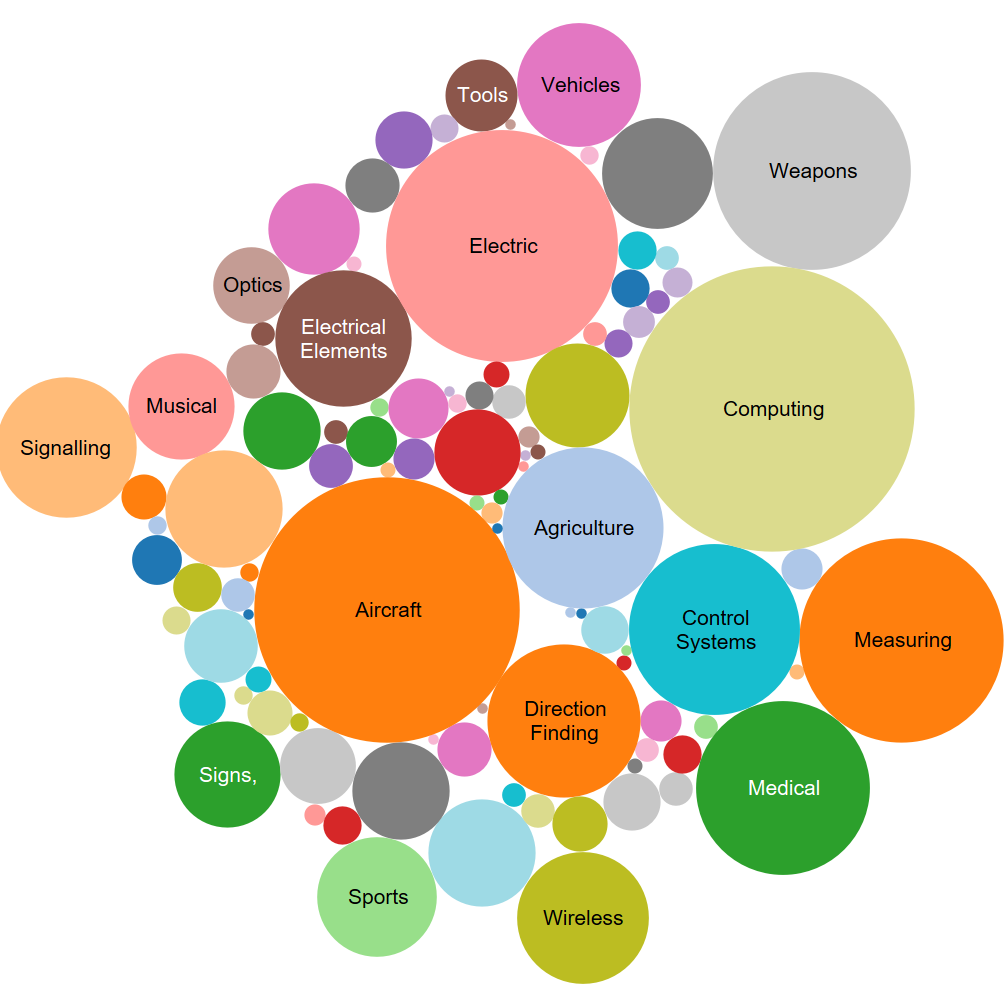 Vehicles
Tools
Weapons
Electric
Optics
Electrical
Elements
Musical
Computing
Signalling
Agriculture
Aircraft
Control
Systems
Measuring
Direction
Finding
Signs,
Medical
Sports
Wireless